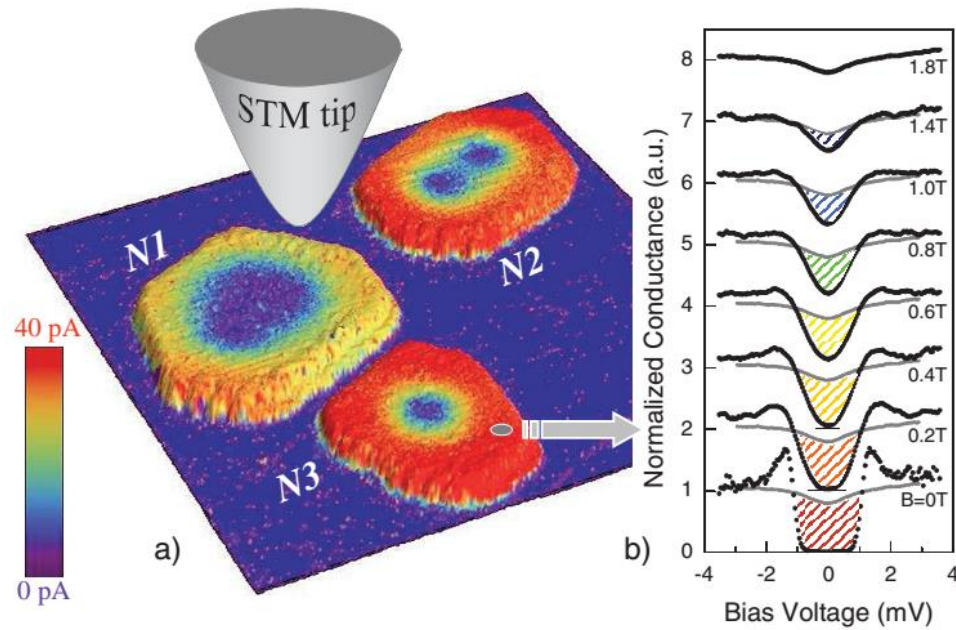 STM tip
N1
N2
N3
40 pA
0 pA
a)
b)
Normalized Conductance (a.u.)
8
7
6
5
4
3
2
1
0
1.8T
1.4T
1.0T
0.8T
0.6T
0.4T
0.2T
B=0T
-4
-2
0
2
4
Bias Voltage (mV)